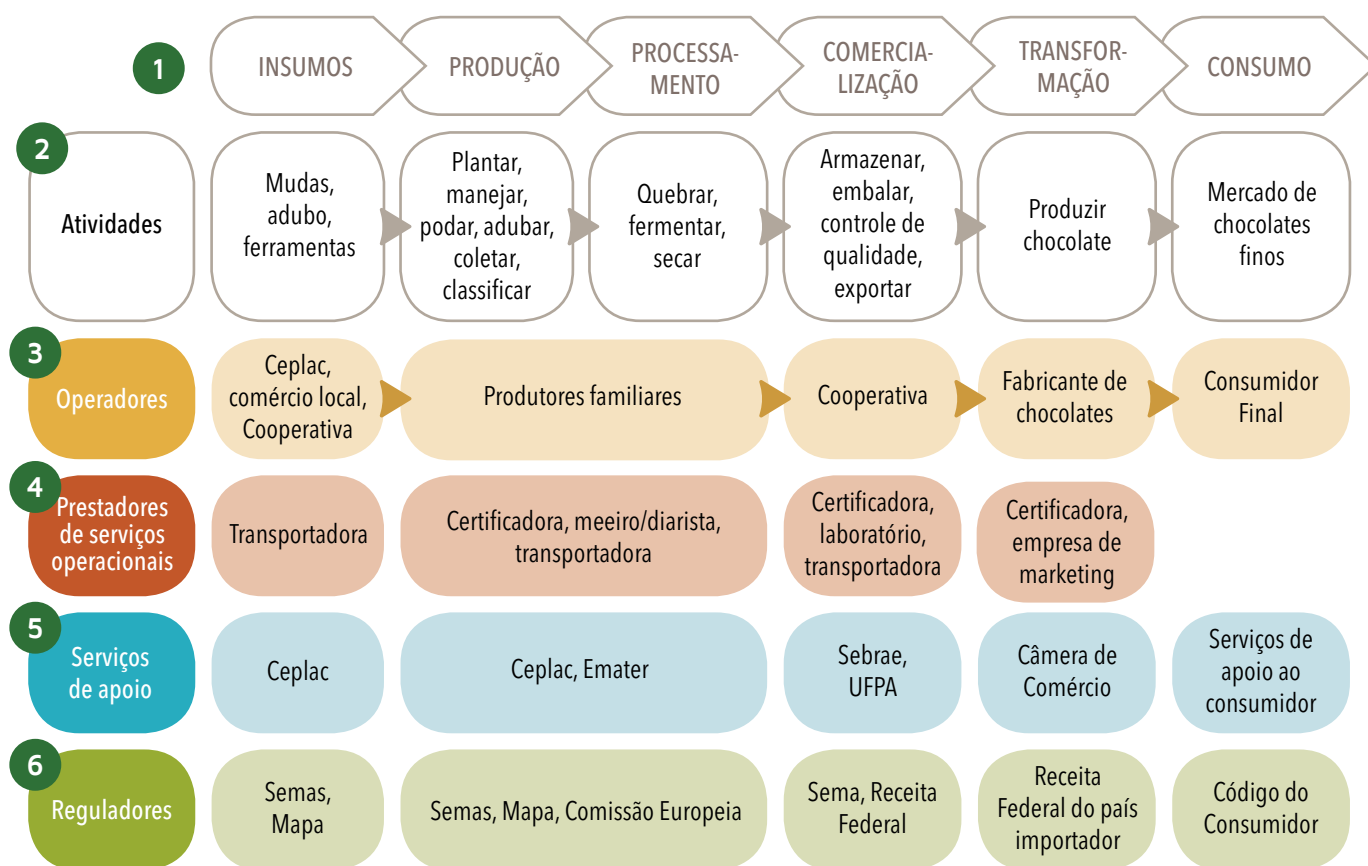 1
INSUMOS
PRODUÇÃO
PROCESSA-
MENTO
COMERCIA-
LIZAÇÃO
TRANSFOR-
MAÇÃO
CONSUMO
2
Atividades
Mudas,
adubo,
ferramentas
Plantar,
manejar,
podar, adubar,
coletar,
classificar
Quebrar,
fermentar,
secar
Armazenar,
embalar,
controle de
qualidade,
exportar
Produzir
chocolate
Mercado de
chocolates
finos
3
Operadores
Ceplac,
comércio local,
Cooperativa
Produtores familiares
Cooperativa
Fabricante de
chocolates
Consumidor
Final
4
Prestadores
de serviços
operacionais
Transportadora
Certificadora, meeiro/diarista,
transportadora
Certificadora,
laboratório,
transportadora
Certificadora,
empresa de
marketing
5
Serviços
de apoio
Ceplac
Ceplac, Emater
Sebrae,
UFPA
Câmera de
Comércio
Serviços de
apoio ao
consumidor
6
Reguladores
Semas,
Mapa
Semas, Mapa, Comissão Europeia
Sema, Receita
Federal
Receita
Federal do país
importador
Código do
Consumidor